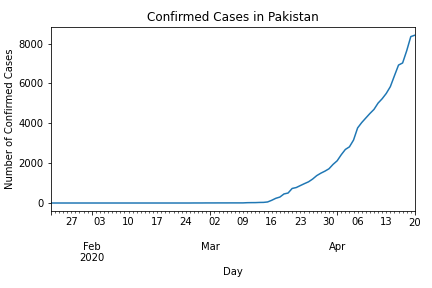 Confirmed Cases in Pakistan
Number of Confirmed Cases
8000
6000
4000
2000
0
27 03 10 17 24 02 09 16 23 30 06 13 20
Feb Mar Apr
2020
Day